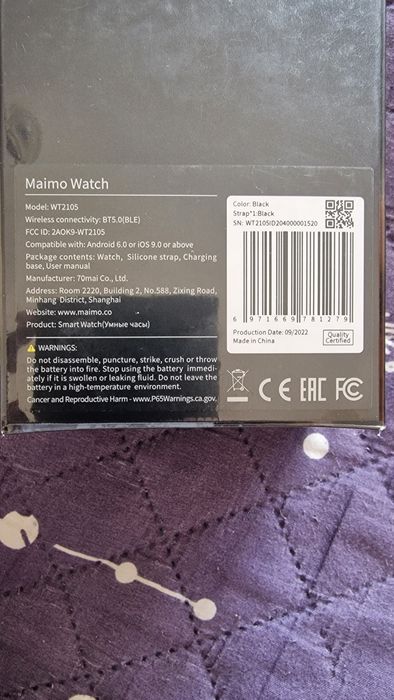 Maimo Watch
Model: WT2105
Wireless connectivity: BT5.0(BLE)
FCC ID: 2AOK9-WT2105
Compatible with: Android 6.0 or iOS 9.0 or above
Package contents: Watch, Silicone strap, Charging
base, User manual
Manufacturer: 70mai Co., Ltd.
Address: Room 2220, Building 2, No.588, Zixing Road,
Minhang District, Shanghai
Website: www.maimo.co
Product: Smart Watch(Умные часы)
WARNINGS:
Do not disassemble, puncture, strike, crush or throw
the battery into fire. Stop using the battery immedi-
ately if it is swollen or leaking fluid. Do not leave the
battery in a high-temperature environment.
Cancer and Reproductive Harm - www.P65Warnings.ca.gov.
Color: Black
Strap*1:Black
SN: WT2105ID204000001520
6 971669 781279
Production Date: 09/2022
Made in China
Quality
Certified
CE EAC FC